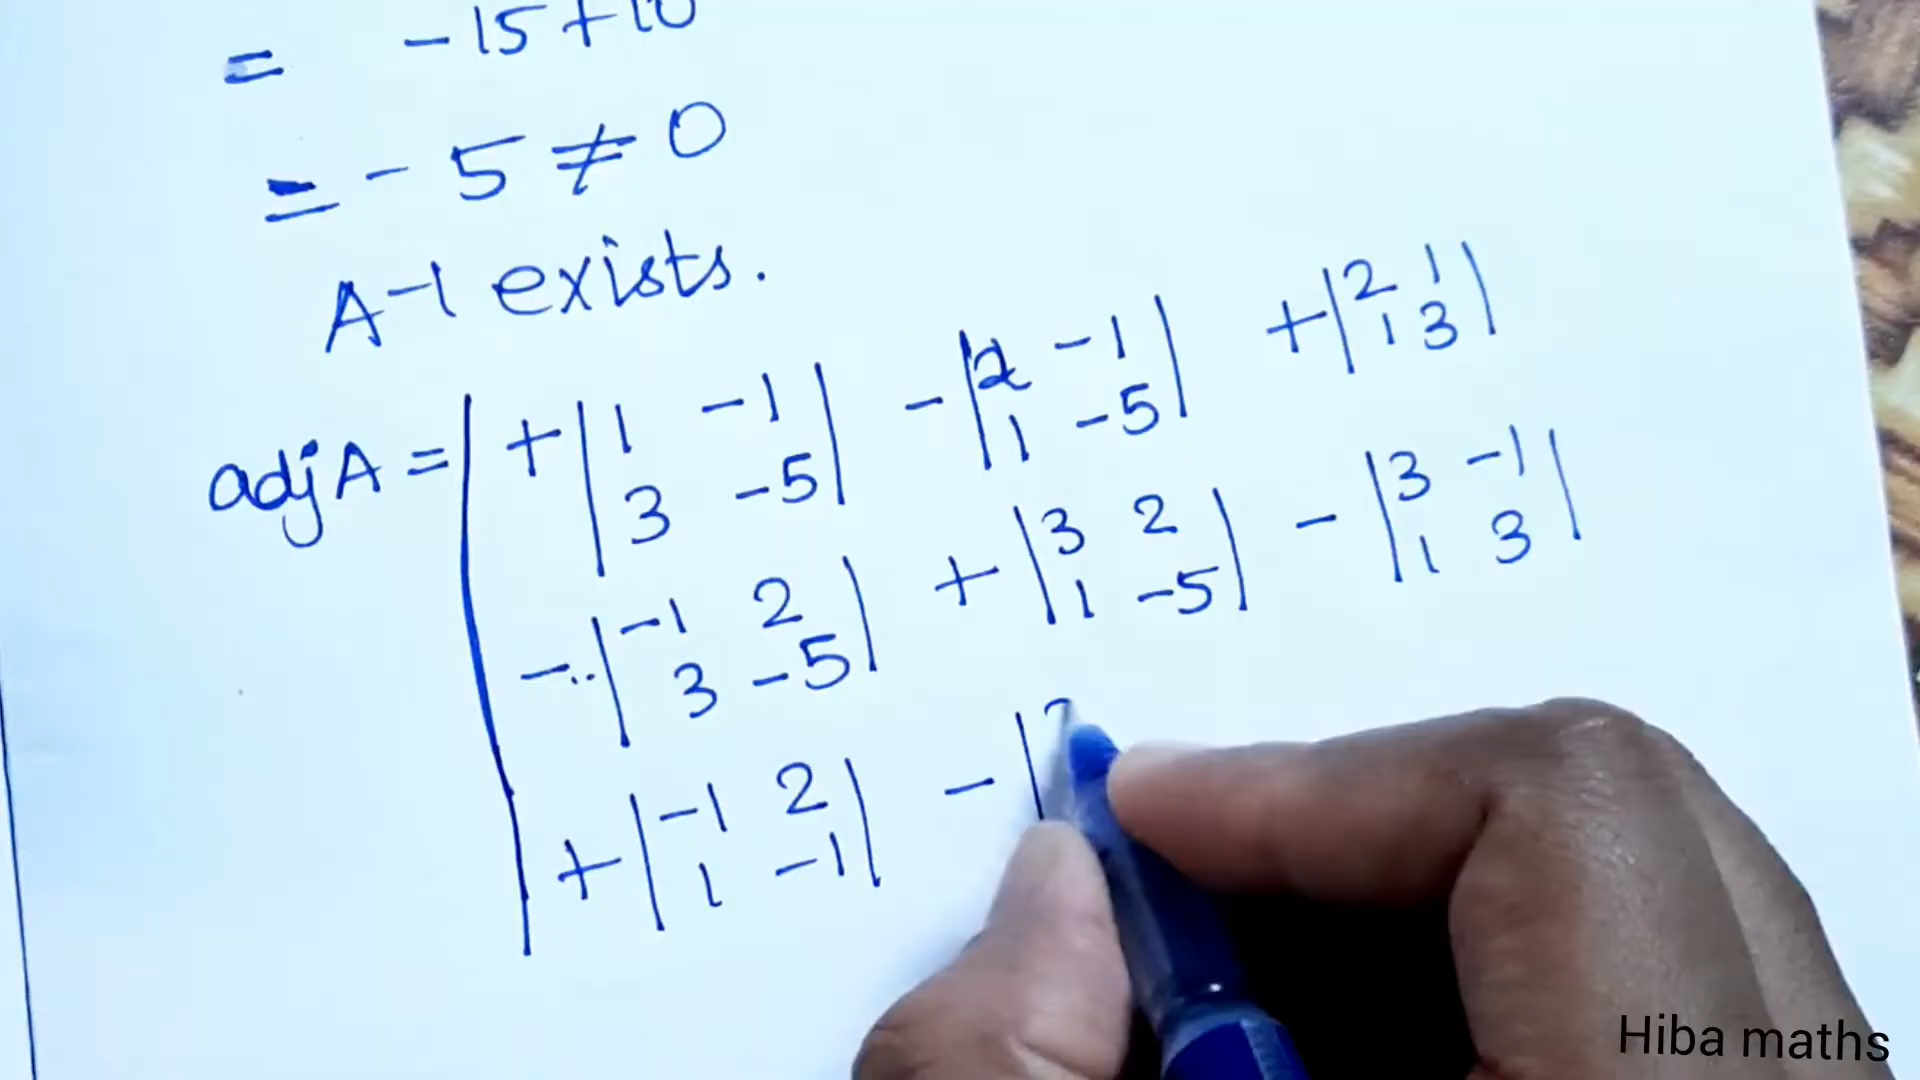 = -15+10
= -5 ≠ 0
A-1 exists.
adjA = | +|1 -1| -|2 -1| +|2 1|
|3 -5| |1 -5| |1 3|
-|-1 2| +|3 2| -|3 -1|
|3 -5| |1 -5| |1 3|
+|-1 2| -|
|1 -1|
Hiba maths